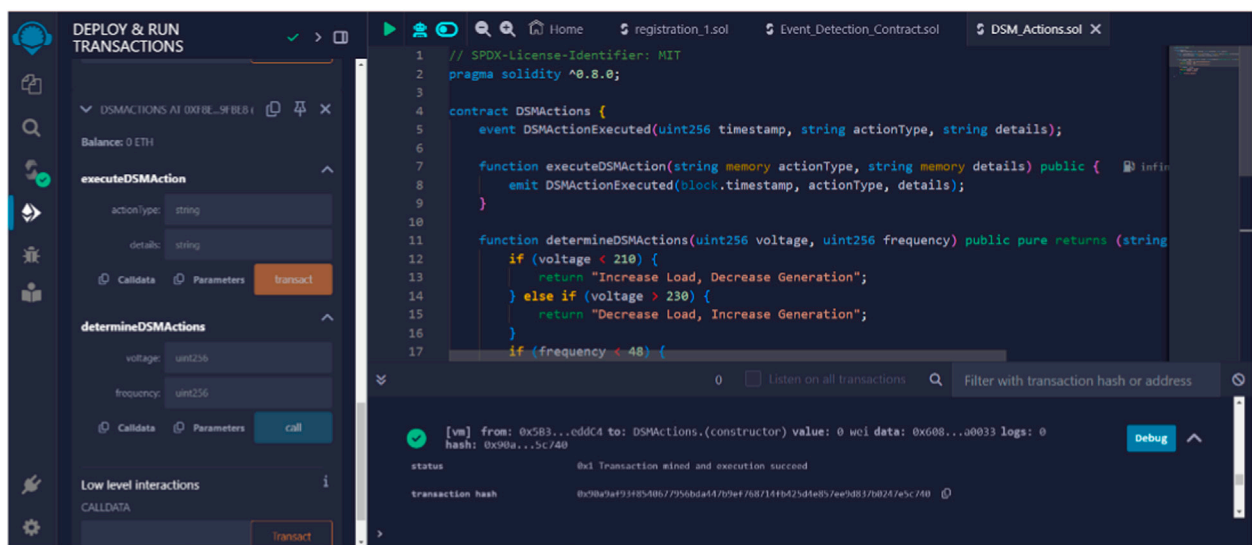 DEPLOY & RUN
TRANSACTIONS
DSMACTIONS AT 0XF8E...9FBE8
Balance: 0 ETH
executeDSMAction
actionType: string
details: string
Calldata Parameters transact
determineDSMActions
voltage: uint256
frequency: uint256
Calldata Parameters call
Low level interactions i
CALLDATA
Transact
Home registration_1.sol Event_Detection_Contract.sol DSM_Actions.sol
1 // SPDX-License-Identifier: MIT
2 pragma solidity ^0.8.0;
3
4 contract DSMActions {
5 event DSMActionExecuted(uint256 timestamp, string actionType, string details);
6
7 function executeDSMAction(string memory actionType, string memory details) public { infin
8 emit DSMActionExecuted(block.timestamp, actionType, details);
9 }
10
11 function determineDSMActions(uint256 voltage, uint256 frequency) public pure returns (string
12 if (voltage < 210) {
13 return "Increase Load, Decrease Generation";
14 } else if (voltage > 230) {
15 return "Decrease Load, Increase Generation";
16 }
17 if (frequency < 48) {
0 Listen on all transactions Filter with transaction hash or address
[vm] from: 0x5B3...eddC4 to: DSMActions.(constructor) value: 0 wei data: 0x608...a0033 logs: 0
hash: 0x90a...5c740
Debug
status 0x1 Transaction mined and execution succeed
transaction hash
>